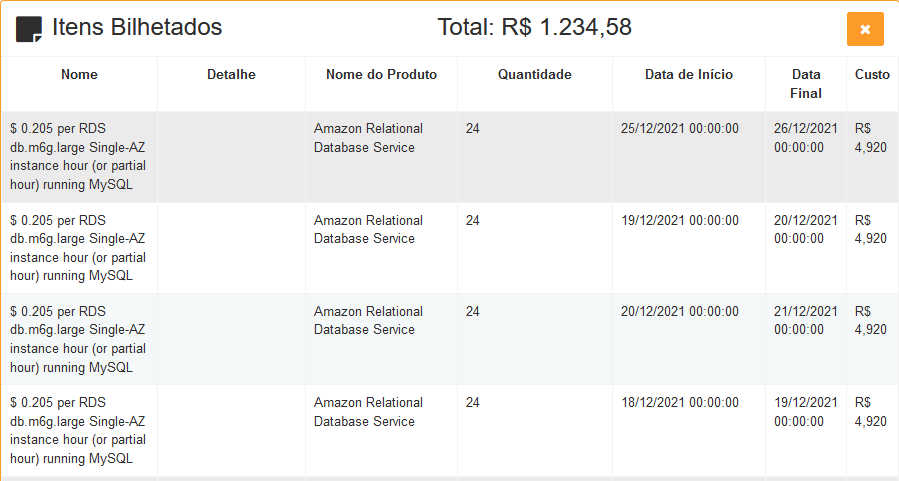 Itens Bilhetados Total: R$ 1.234,58
Nome Detalhe Nome do Produto Quantidade Data de Início Data Final Custo
$ 0.205 per RDS
db.m6g.large Single-AZ
instance hour (or partial
hour) running MySQL
Amazon Relational
Database Service
24
25/12/2021 00:00:00
26/12/2021
00:00:00
R$
4,920
$ 0.205 per RDS
db.m6g.large Single-AZ
instance hour (or partial
hour) running MySQL
Amazon Relational
Database Service
24
19/12/2021 00:00:00
20/12/2021
00:00:00
R$
4,920
$ 0.205 per RDS
db.m6g.large Single-AZ
instance hour (or partial
hour) running MySQL
Amazon Relational
Database Service
24
20/12/2021 00:00:00
21/12/2021
00:00:00
R$
4,920
$ 0.205 per RDS
db.m6g.large Single-AZ
instance hour (or partial
hour) running MySQL
Amazon Relational
Database Service
24
18/12/2021 00:00:00
19/12/2021
00:00:00
R$
4,920